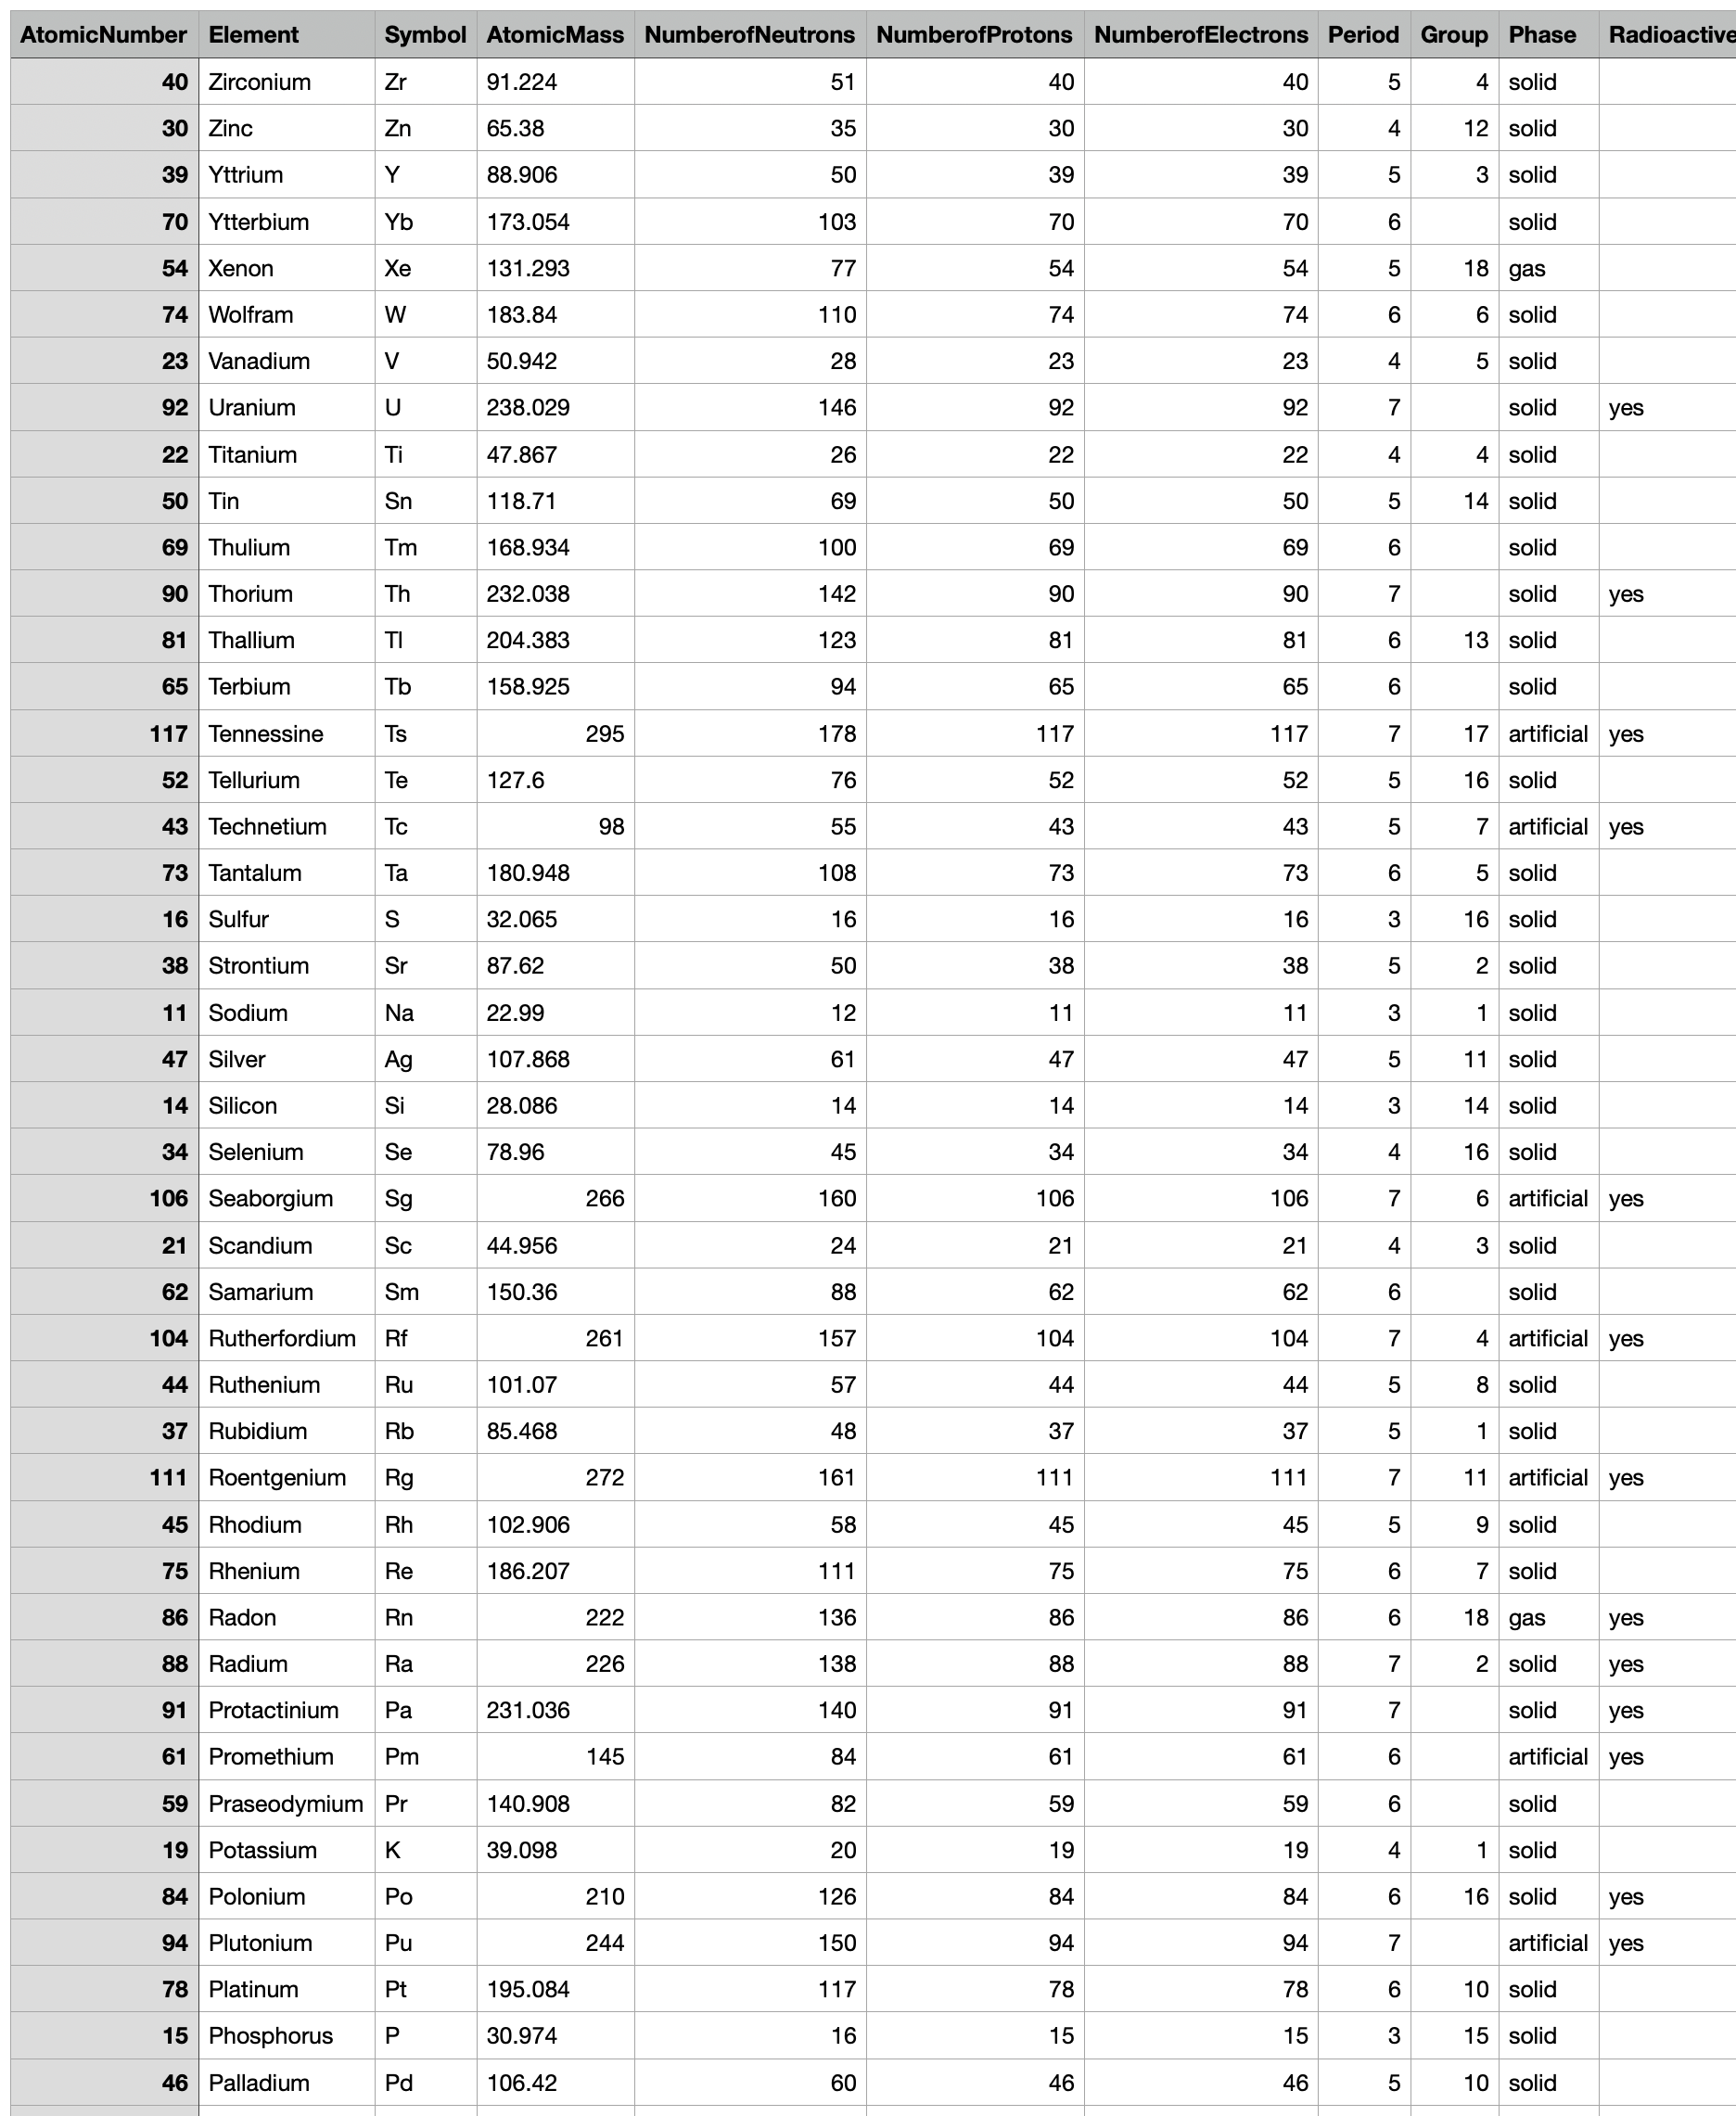 AtomicNumber Element Symbol AtomicMass NumberofNeutrons NumberofProtons NumberofElectrons Period Group Phase Radioactive
40 Zirconium Zr 91.224 51 40 40 5 4 solid
30 Zinc Zn 65.38 35 30 30 4 12 solid
39 Yttrium Y 88.906 50 39 39 5 3 solid
70 Ytterbium Yb 173.054 103 70 70 6 solid
54 Xenon Xe 131.293 77 54 54 5 18 gas
74 Wolfram W 183.84 110 74 74 6 6 solid
23 Vanadium V 50.942 28 23 23 4 5 solid
92 Uranium U 238.029 146 92 92 7 solid yes
22 Titanium Ti 47.867 26 22 22 4 4 solid
50 Tin Sn 118.71 69 50 50 5 14 solid
69 Thulium Tm 168.934 100 69 69 6 solid
90 Thorium Th 232.038 142 90 90 7 solid yes
81 Thallium Tl 204.383 123 81 81 6 13 solid
65 Terbium Tb 158.925 94 65 65 6 solid
117 Tennessine Ts 295 178 117 117 7 17 artificial yes
52 Tellurium Te 127.6 76 52 52 5 16 solid
43 Technetium Tc 98 55 43 43 5 7 artificial yes
73 Tantalum Ta 180.948 108 73 73 6 5 solid
16 Sulfur S 32.065 16 16 16 3 16 solid
38 Strontium Sr 87.62 50 38 38 5 2 solid
11 Sodium Na 22.99 12 11 11 3 1 solid
47 Silver Ag 107.868 61 47 47 5 11 solid
14 Silicon Si 28.086 14 14 14 3 14 solid
34 Selenium Se 78.96 45 34 34 4 16 solid
106 Seaborgium Sg 266 160 106 106 7 6 artificial yes
21 Scandium Sc 44.956 24 21 21 4 3 solid
62 Samarium Sm 150.36 88 62 62 6 solid
104 Rutherfordium Rf 261 157 104 104 7 4 artificial yes
44 Ruthenium Ru 101.07 57 44 44 5 8 solid
37 Rubidium Rb 85.468 48 37 37 5 1 solid
111 Roentgenium Rg 272 161 111 111 7 11 artificial yes
45 Rhodium Rh 102.906 58 45 45 5 9 solid
75 Rhenium Re 186.207 111 75 75 6 7 solid
86 Radon Rn 222 136 86 86 6 18 gas yes
88 Radium Ra 226 138 88 88 7 2 solid yes
91 Protactinium Pa 231.036 140 91 91 7 solid yes
61 Promethium Pm 145 84 61 61 6 artificial yes
59 Praseodymium Pr 140.908 82 59 59 6 solid
19 Potassium K 39.098 20 19 19 4 1 solid
84 Polonium Po 210 126 84 84 6 16 solid yes
94 Plutonium Pu 244 150 94 94 7 artificial yes
78 Platinum Pt 195.084 117 78 78 6 10 solid
15 Phosphorus P 30.974 16 15 15 3 15 solid
46 Palladium Pd 106.42 60 46 46 5 10 solid